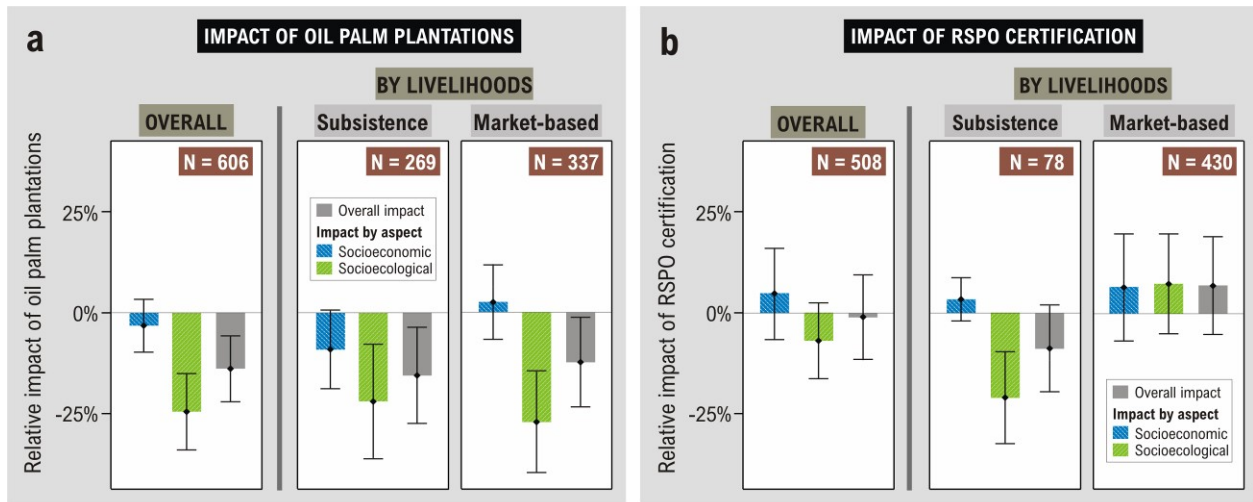 a
IMPACT OF OIL PALM PLANTATIONS
BY LIVELIHOODS
OVERALL
Subsistence
Market-based
Relative impact of oil palm plantations
25%
0%
-25%
N = 606
N = 269
N = 337
Overall impact
Impact by aspect
Socioeconomic
Socioecological
b
IMPACT OF RSPO CERTIFICATION
BY LIVELIHOODS
OVERALL
Subsistence
Market-based
Relative impact of RSPO certification
25%
0%
-25%
N = 508
N = 78
N = 430
Overall impact
Impact by aspect
Socioeconomic
Socioecological